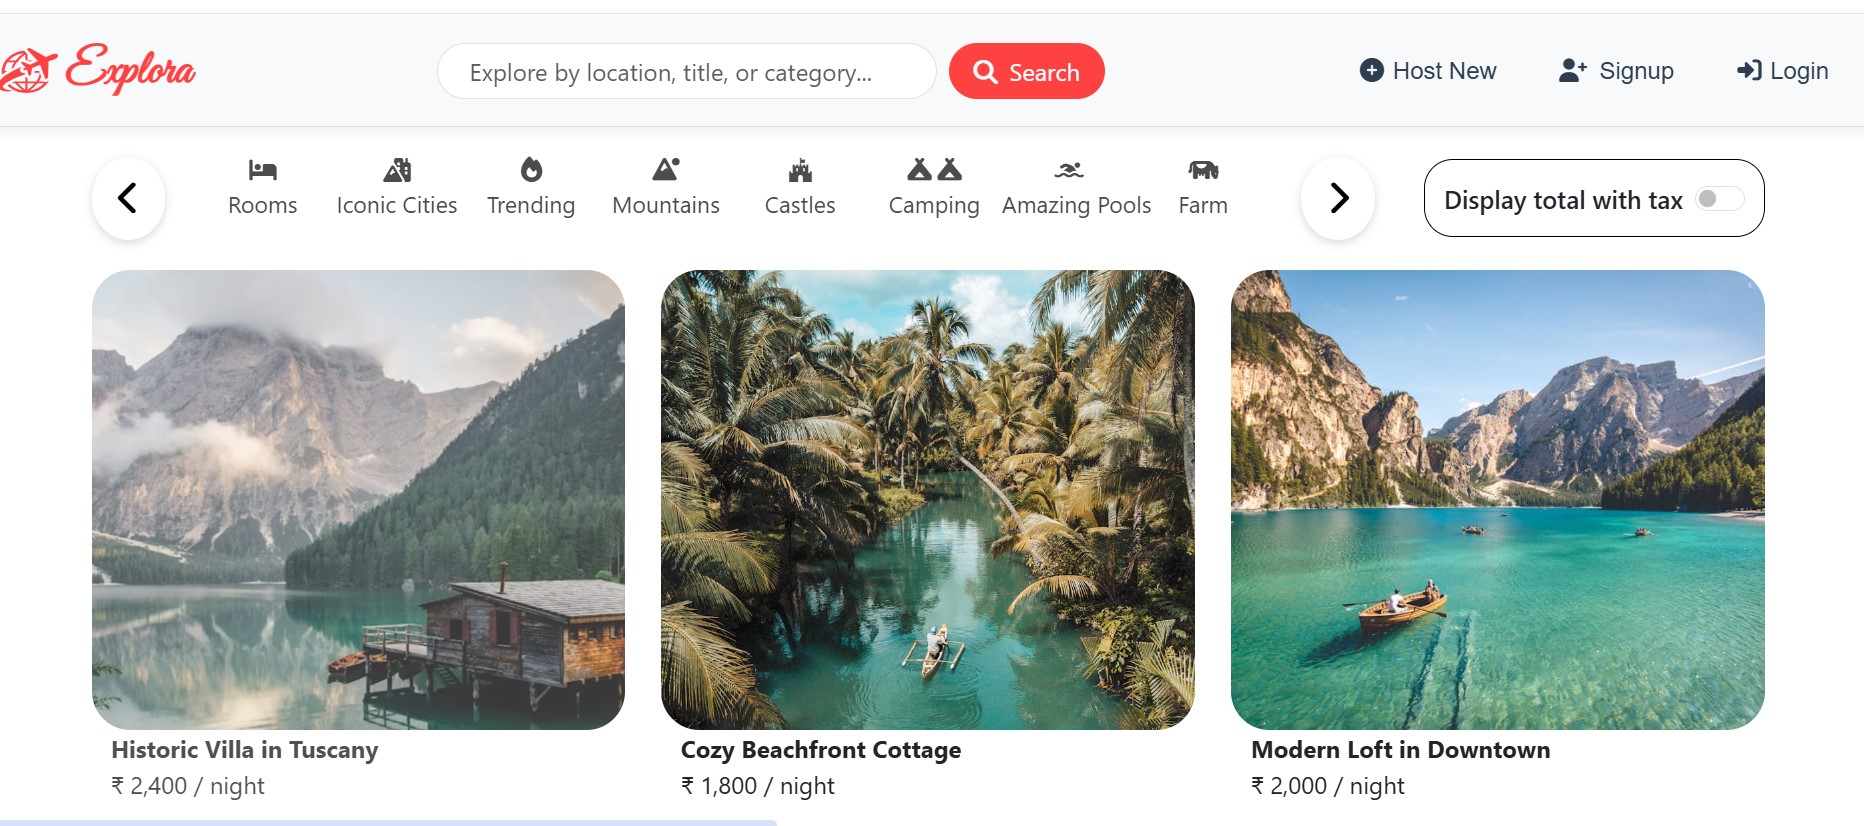 Explora
Explore by location, title, or category...
Search
Host New
Signup
Login
Rooms
Iconic Cities
Trending
Mountains
Castles
Camping
Amazing Pools
Farm
Display total with tax
Historic Villa in Tuscany
₹ 2,400 / night
Cozy Beachfront Cottage
₹ 1,800 / night
Modern Loft in Downtown
₹ 2,000 / night